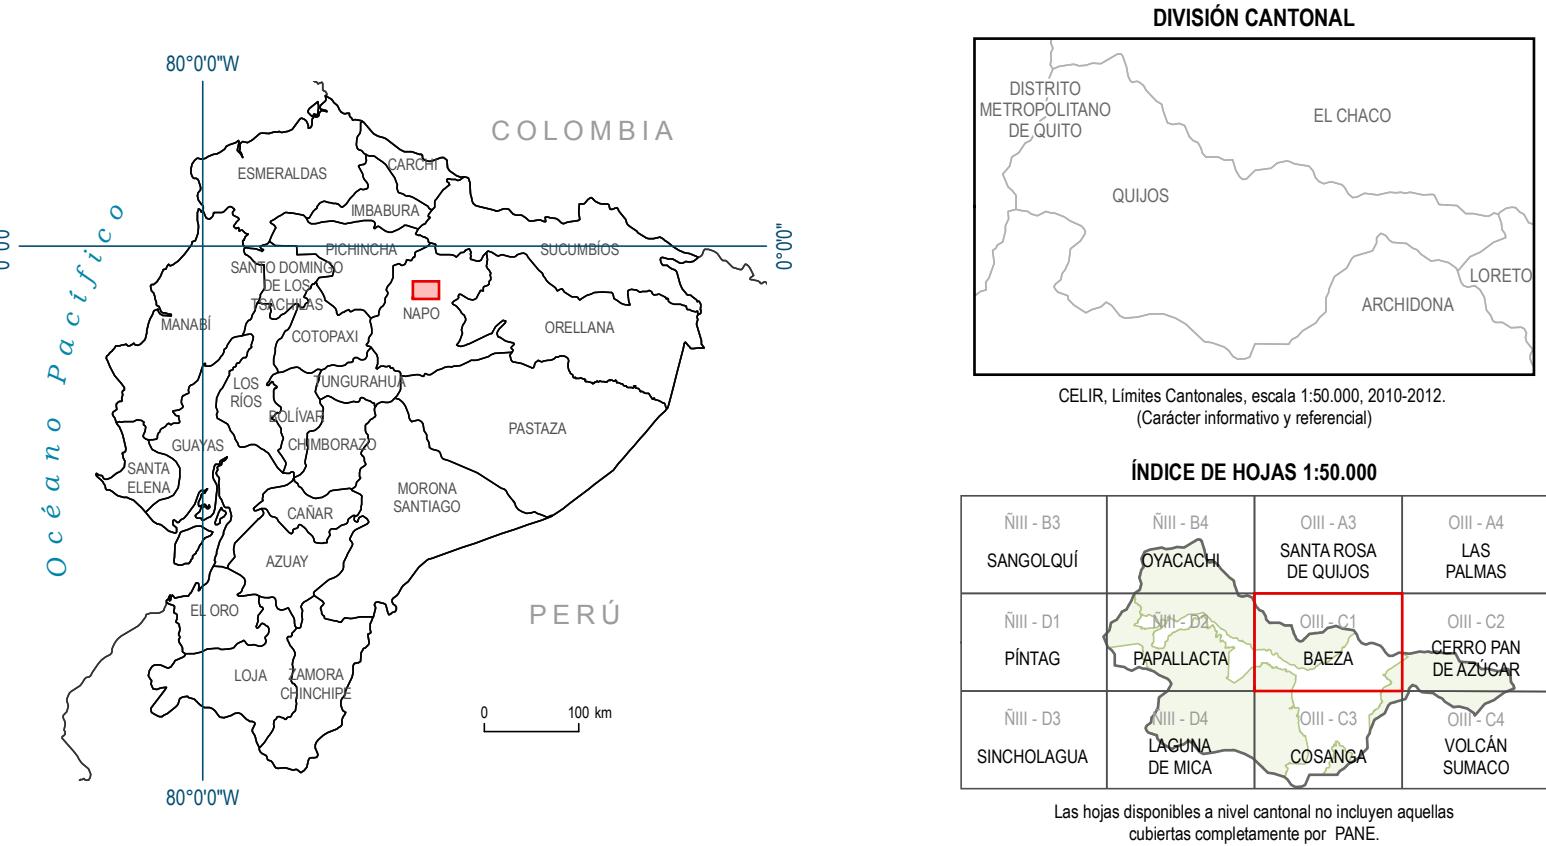 80°0'0"W
COLOMBIA
CARCHI
ESMERALDAS
IMBABURA
PICHINCHA
SUCUMBÍOS
0°0'0"
SANTO DOMINGO
DE LOS
TSACHILAS
NAPO
MANABÍ
ORELLANA
COTOPAXI
Océano Pacífico
TUNGURAHUA
LOS
RÍOS
BOLÍVAR
PASTAZA
GUAYAS
CHIMBORAZO
SANTA
ELENA
MORONA
SANTIAGO
CAÑAR
AZUAY
EL ORO
PERÚ
LOJA
ZAMORA
CHINCHIPE
0 100 km
80°0'0"W
DIVISIÓN CANTONAL
DISTRITO
METROPOLITANO
DE QUITO
EL CHACO
QUIJOS
LORETO
ARCHIDONA
CELIR, Límites Cantonales, escala 1:50.000, 2010-2012.
(Carácter informativo y referencial)
ÍNDICE DE HOJAS 1:50.000
ÑIII - B3
SANGOLQUÍ
ÑIII - B4
OYACACHI
OIII - A3
SANTA ROSA
DE QUIJOS
OIII - A4
LAS
PALMAS
ÑIII - D1
PÍNTAG
ÑIII - D2
PAPALLACTA
OIII - C1
BAEZA
OIII - C2
CERRO PAN
DE AZÚCAR
ÑIII - D3
SINCHOLAGUA
ÑIII - D4
LAGUNA
DE MICA
OIII - C3
COSANGA
OIII - C4
VOLCÁN
SUMACO
Las hojas disponibles a nivel cantonal no incluyen aquellas
cubiertas completamente por PANE.